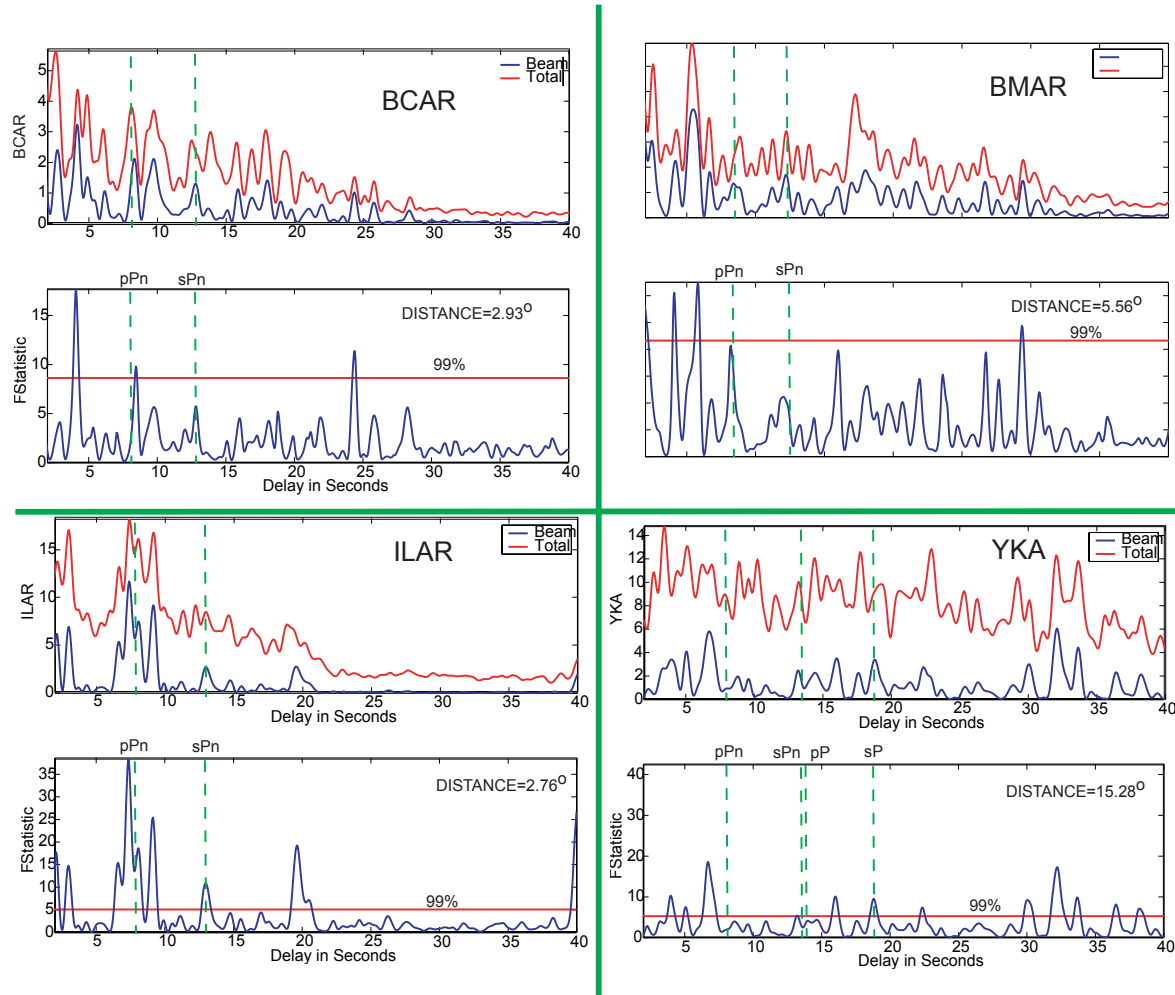 BCAR
5
4
3
2
1
0
BCAR
Beam
Total
5 10 15 20 25 30 35 40
pPn sPn
FStatistic
15
10
5
0
DISTANCE=2.93O
99%
5 10 15 20 25 30 35 40
Delay in Seconds
BMAR
pPn sPn
DISTANCE=5.56O
99%
ILAR
15
10
5
0
ILAR
Beam
Total
5 10 15 20 25 30 35 40
Delay in Seconds
pPn sPn
FStatistic
35
30
25
20
15
10
5
0
DISTANCE=2.76O
99%
5 10 15 20 25 30 35 40
Delay in Seconds
YKA
14
12
10
8
6
4
2
0
YKA
Beam
Total
5 10 15 20 25 30 35 40
Delay in Seconds
pPn sPn pP sP
FStatistic
40
30
20
10
0
DISTANCE=15.28O
99%
5 10 15 20 25 30 35 40
Delay in Seconds